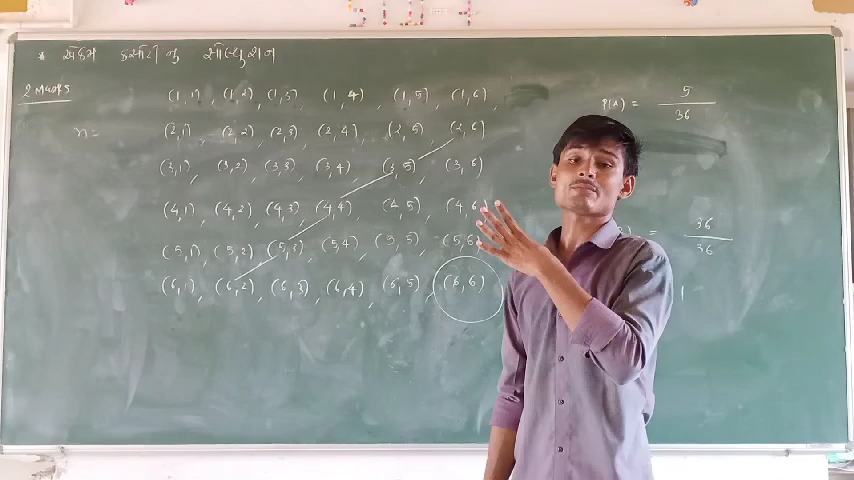 2 Marks
(1,1), (1,2), (1,3), (1,4), (1,5), (1,6),
n = (2,1), (2,2), (2,3), (2,4), (2,5), (2,6)
(3,1), (3,2), (3,3), (3,4), (3,5), (3,6)
(4,1), (4,2), (4,3), (4,4), (4,5), (4,6)
(5,1), (5,2), (5,3), (5,4), (5,5), (5,6)
(6,1), (6,2), (6,3), (6,4), (6,5), (6,6)
P(A) = 5
36
= 36
36